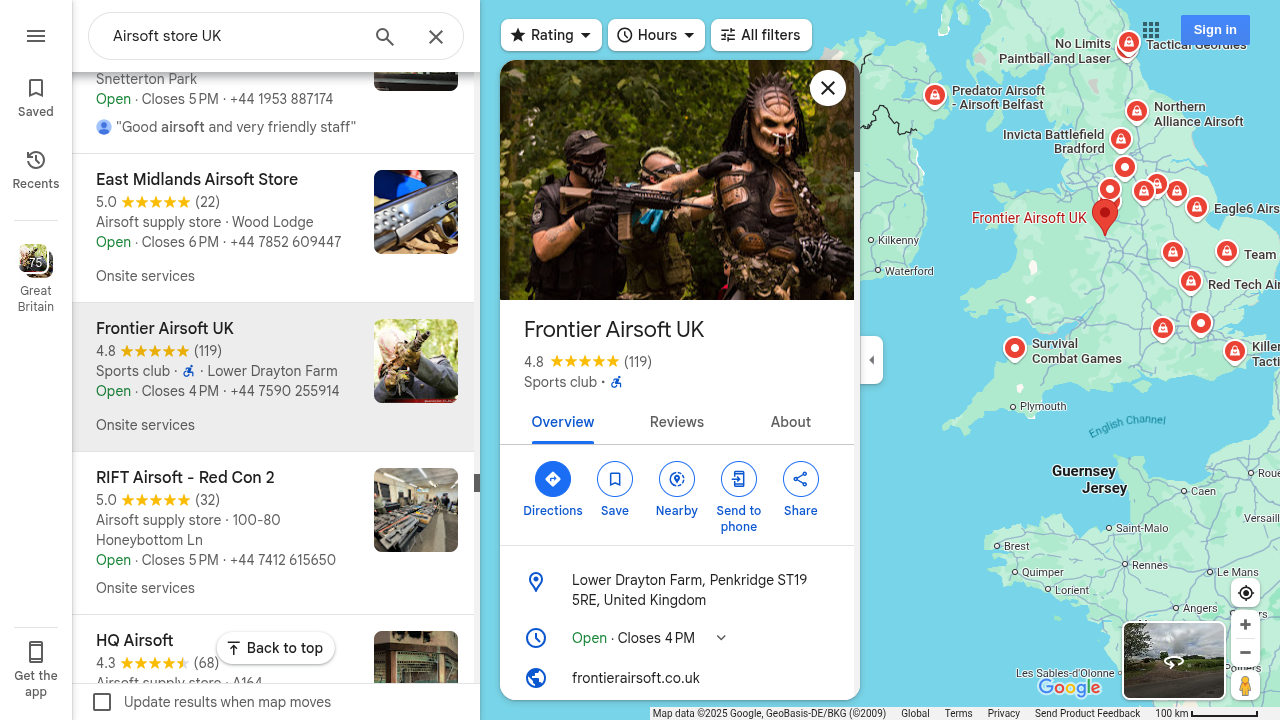 Airsoft store UK
Saved
Recents
75
Great
Britain
Get the
app
Snetterton Park
Open · Closes 5 PM · +44 1953 887174
"Good airsoft and very friendly staff"
East Midlands Airsoft Store
5.0 (22)
Airsoft supply store · Wood Lodge
Open · Closes 6 PM · +44 7852 609447
Onsite services
Frontier Airsoft UK
4.8 (119)
Sports club · · Lower Drayton Farm
Open · Closes 4 PM · +44 7590 255914
Onsite services
RIFT Airsoft - Red Con 2
5.0 (32)
Airsoft supply store · 100-80
Honeybottom Ln
Open · Closes 5 PM · +44 7412 615650
Onsite services
HQ Airsoft
4.3 (68)
Airsoft supply store · A164
Back to top
Update results when map moves
Rating
Hours
All filters
Frontier Airsoft UK
4.8 (119)
Sports club ·
Overview
Reviews
About
Directions
Save
Nearby
Send to
phone
Share
Lower Drayton Farm, Penkridge ST19
5RE, United Kingdom
Open · Closes 4 PM
frontierairsoft.co.uk
Sign in
No Limits
Paintball and Laser
Tactical Geordies
Predator Airsoft
- Airsoft Belfast
Northern
Alliance Airsoft
Invicta Battlefield
Bradford
Frontier Airsoft UK
Eagle6 Airs
Kilkenny
Waterford
Team
Red Tech Air
Survival
Combat Games
Killer
Tacti
Plymouth
English Channel
Guernsey
Jersey
Caen
Rou
Saint-Malo
Versaill
Brest
Rennes
Quimper
Le Mans
Lorient
Angers
Les Sables-d'Olonne
Poitiers
Google
Map data ©2025 Google, GeoBasis-DE/BKG (©2009)
Global
Terms
Privacy
Send Product Feedback
100 km